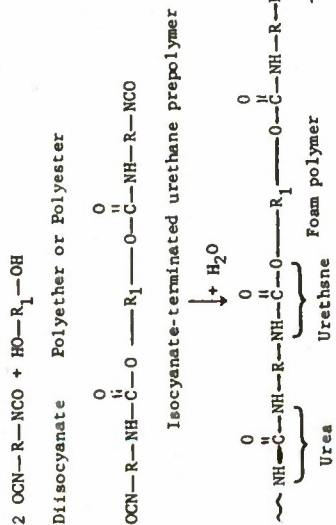 2 OCN—R—NCO + HO—R₁—OH
Diisocyanate Polyether or Polyester
O O
OCN—R—NH—C—O —R₁—O—C—NH—R—NCO
Isocyanate-terminated urethane prepolymer
+ H₂O
O O O
~ NH—C—NH—R—NH—C—O—R₁—O—C—NH—R—
Urea Urethsne Foam polymer